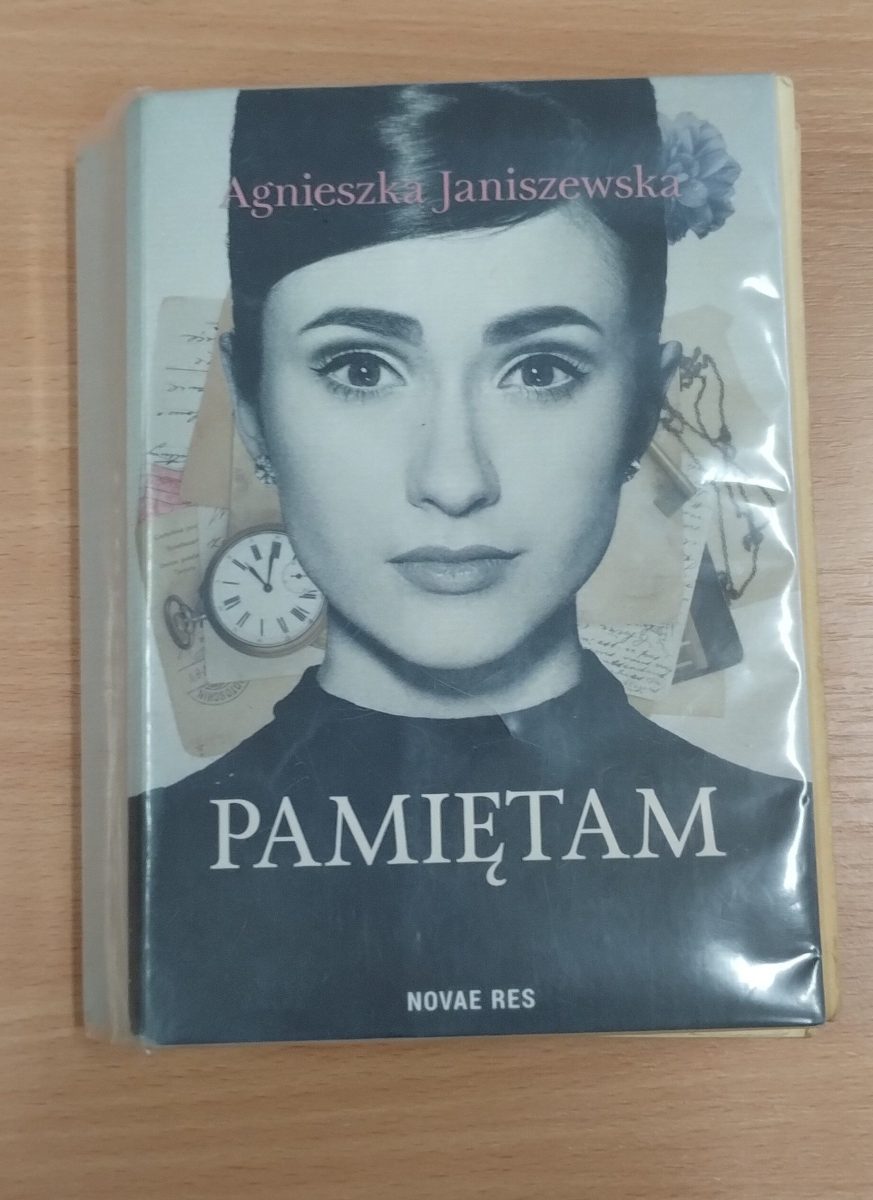 Agnieszka Janiszewska
PAMIĘTAM
NOVAE RES